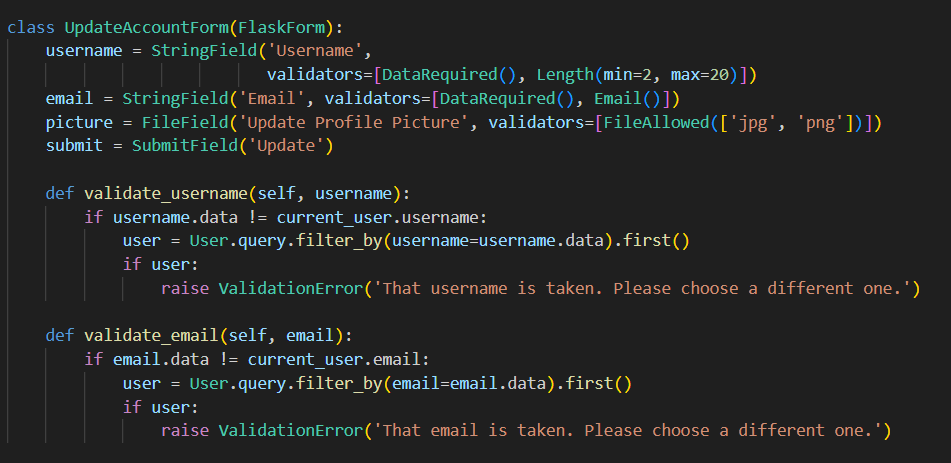 class UpdateAccountForm(FlaskForm):
    username = StringField('Username',
                           validators=[DataRequired(), Length(min=2, max=20)])
    email = StringField('Email', validators=[DataRequired(), Email()])
    picture = FileField('Update Profile Picture', validators=[FileAllowed(['jpg', 'png'])])
    submit = SubmitField('Update')

    def validate_username(self, username):
        if username.data != current_user.username:
            user = User.query.filter_by(username=username.data).first()
            if user:
                raise ValidationError('That username is taken. Please choose a different one.')

    def validate_email(self, email):
        if email.data != current_user.email:
            user = User.query.filter_by(email=email.data).first()
            if user:
                raise ValidationError('That email is taken. Please choose a different one.')